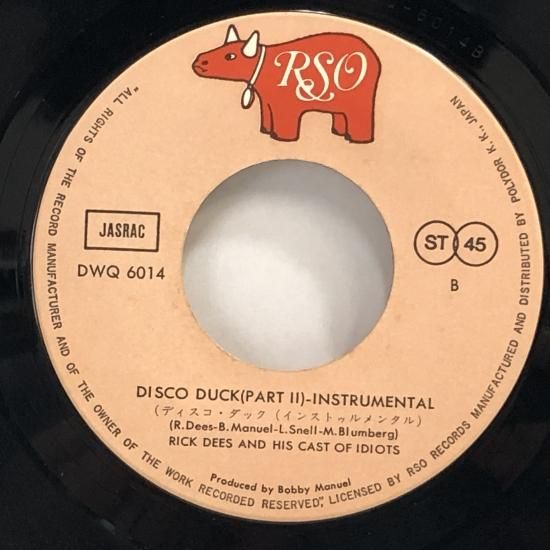 RSO
JASRAC
DWQ 6014
ST 45
B
DISCO DUCK(PART II)-INSTRUMENTAL
(ディスコ・ダック (インストゥルメンタル)
(R.Dees-B.Manuel-L.Snell-M.Blumberg)
RICK DEES AND HIS CAST OF IDIOTS
Produced by Bobby Manuel
"ALL RIGHTS OF THE RECORD MANUFACTURER AND OF THE OWNER OF THE WORK RECORDED RESERVED", LICENSED BY RSO RECORDS MANUFACTURED AND DISTRIBUTED BY POLYDOR K. K., JAPAN